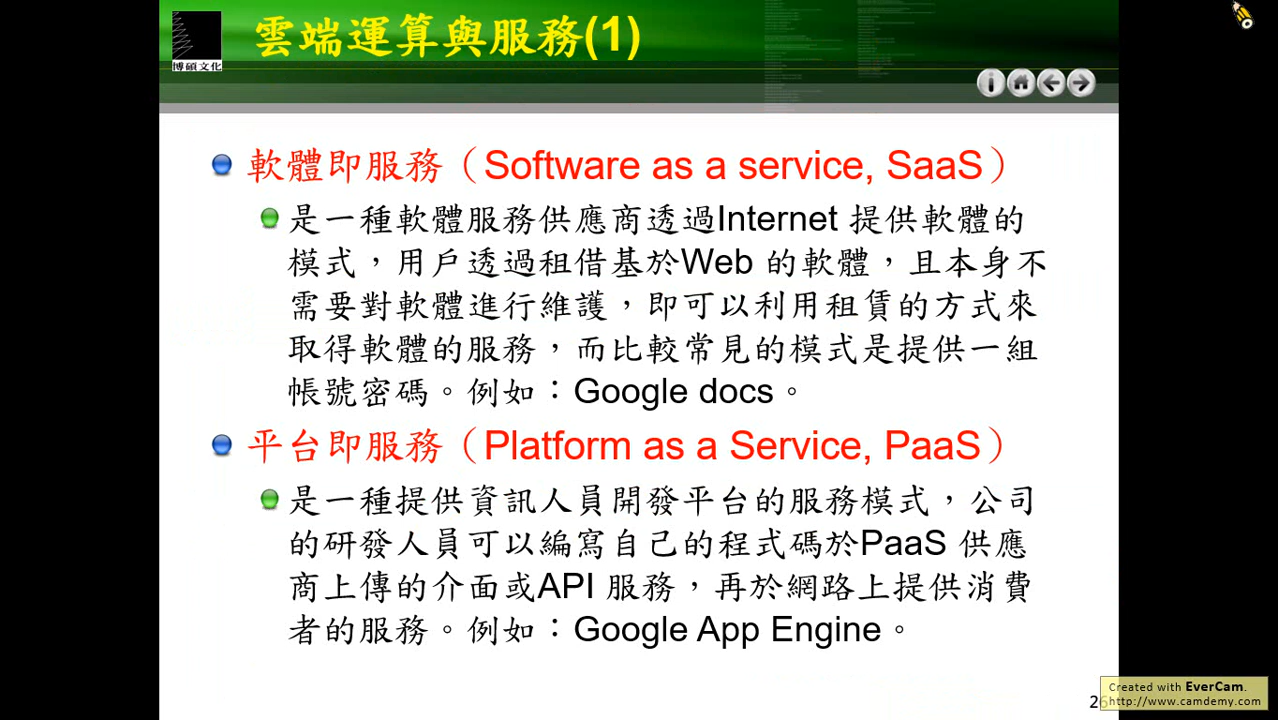 雲端運算與服務(1)
博碩文化
軟體即服務（Software as a service, SaaS）
是一種軟體服務供應商透過Internet 提供軟體的
模式，用戶透過租借基於Web 的軟體，且本身不
需要對軟體進行維護，即可以利用租賃的方式來
取得軟體的服務，而比較常見的模式是提供一組
帳號密碼。例如：Google docs。
平台即服務（Platform as a Service, PaaS）
是一種提供資訊人員開發平台的服務模式，公司
的研發人員可以編寫自己的程式碼於PaaS 供應
商上傳的介面或API 服務，再於網路上提供消費
者的服務。例如：Google App Engine。
Created with EverCam.
http://www.camdemy.com